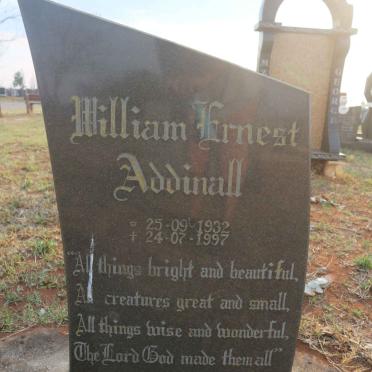 William Ernest
Addinall
¤ 25-09-1932
✝ 24-07-1997
"All things bright and beautiful,
All creatures great and small,
All things wise and wonderful,
The Lord God made them all"